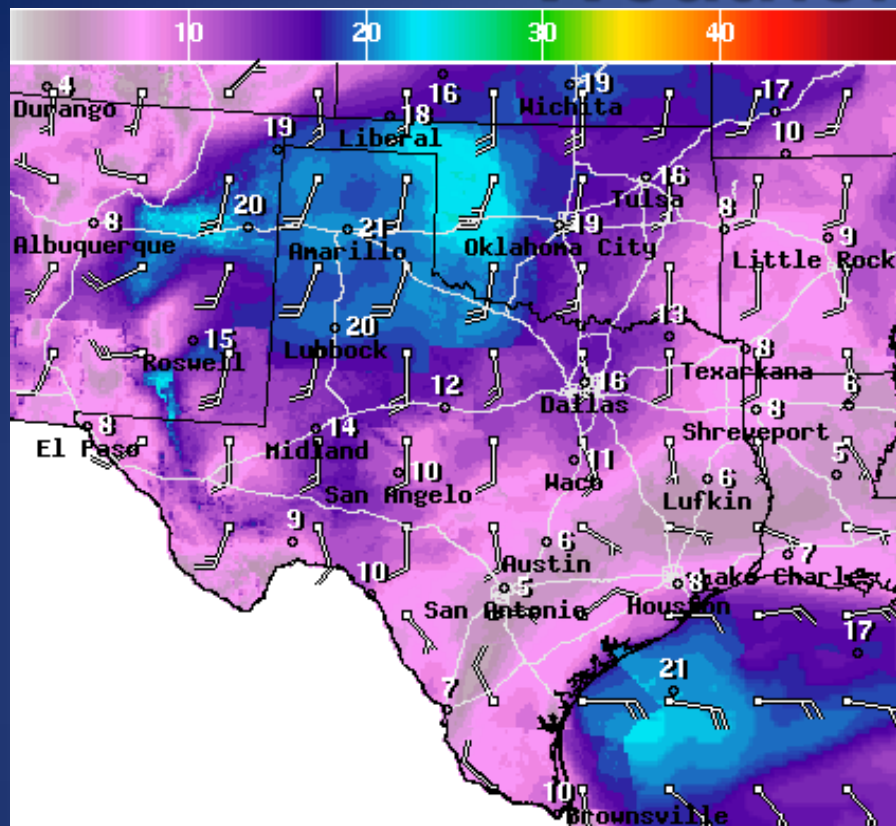 10 20 30 40
4 16 19 17
Durango Wichita
18
Liberal 10
19
16
Tulsa
8 20 21 19 8 9
Albuquerque Amarillo Oklahoma City Little Rock
15 20 13
Roswell Lubbock 8
Texarkana
12 16 6
Dallas 8
8 14 Shreveport
El Paso Midland 11
10 Waco 6 5
San Angelo Lufkin
9 6 7
Austin
10 5 8 Lake Charles
San Antonio Houston
17
7 21
10
Brownsville